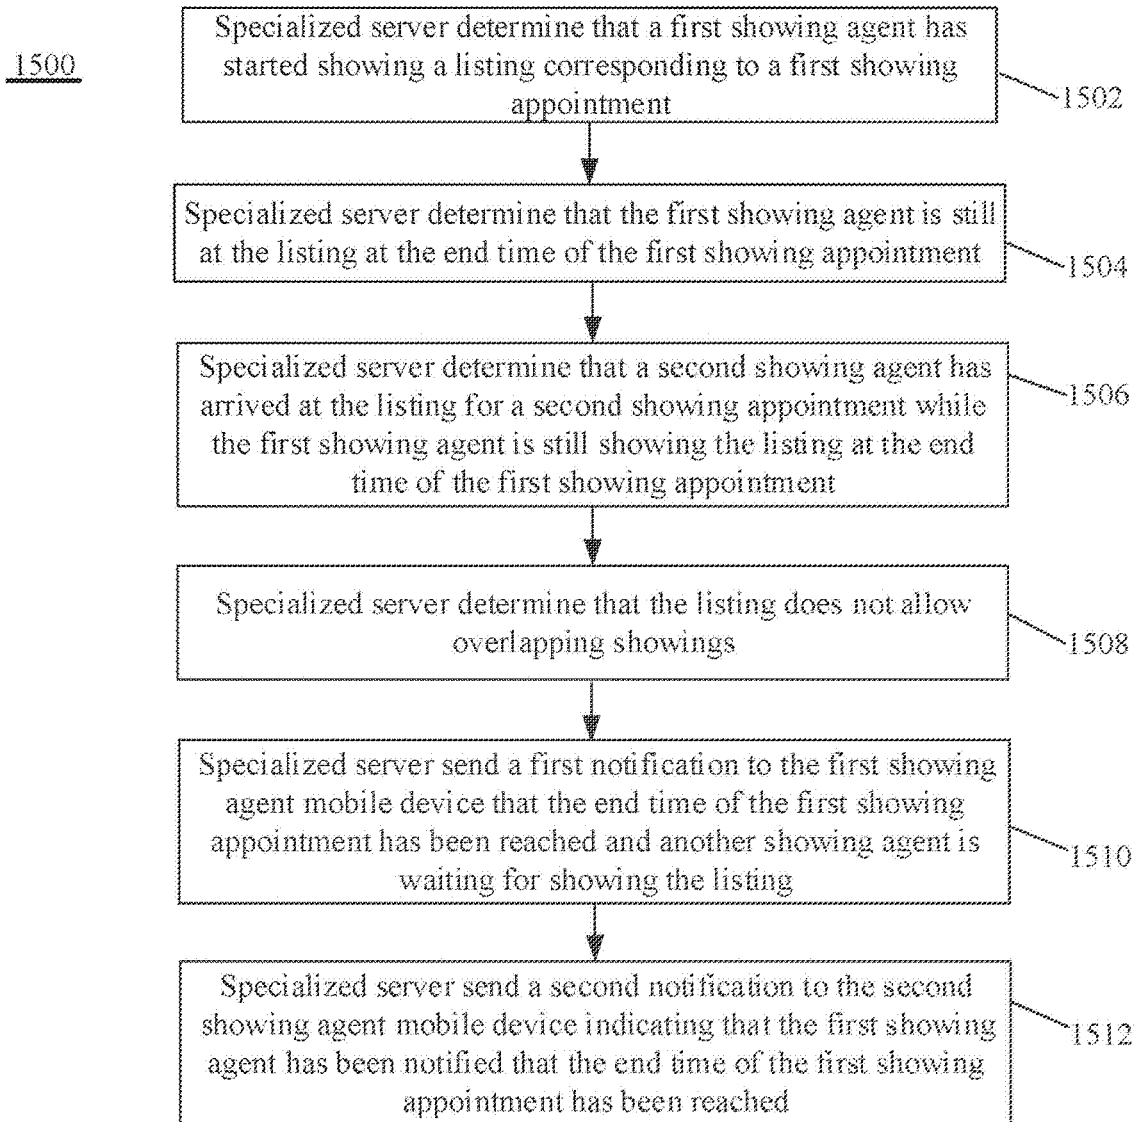 1500
Specialized server determine that a first showing agent has
started showing a listing corresponding to a first showing
appointment
1502
Specialized server determine that the first showing agent is still
at the listing at the end time of the first showing appointment
1504
Specialized server determine that a second showing agent has
arrived at the listing for a second showing appointment while
the first showing agent is still showing the listing at the end
time of the first showing appointment
1506
Specialized server determine that the listing does not allow
overlapping showings
1508
Specialized server send a first notification to the first showing
agent mobile device that the end time of the first showing
appointment has been reached and another showing agent is
waiting for showing the listing
1510
Specialized server send a second notification to the second
showing agent mobile device indicating that the first showing
agent has been notified that the end time of the first showing
appointment has been reached
1512